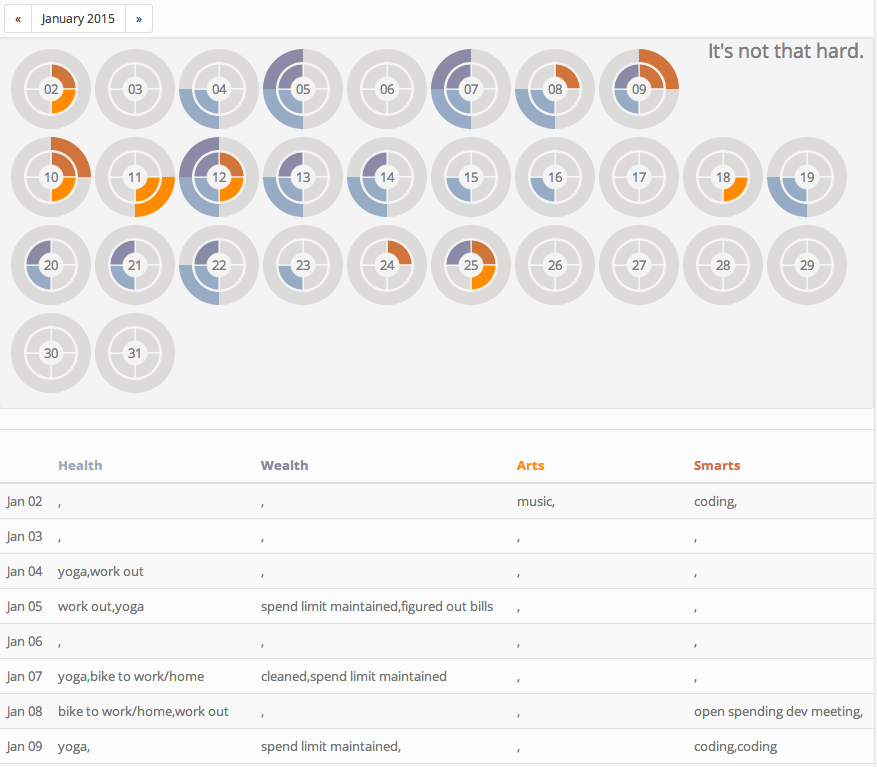 « January 2015 »
It's not that hard.
02 03 04 05 06 07 08 09
10 11 12 13 14 15 16 17 18 19
20 21 22 23 24 25 26 27 28 29
30 31
Health Wealth Arts Smarts
Jan 02 , , music, coding,
Jan 03 , , , ,
Jan 04 yoga,work out , , ,
Jan 05 work out,yoga spend limit maintained,figured out bills , ,
Jan 06 , , , ,
Jan 07 yoga,bike to work/home cleaned,spend limit maintained , ,
Jan 08 bike to work/home,work out , , open spending dev meeting,
Jan 09 yoga, spend limit maintained, , coding,coding